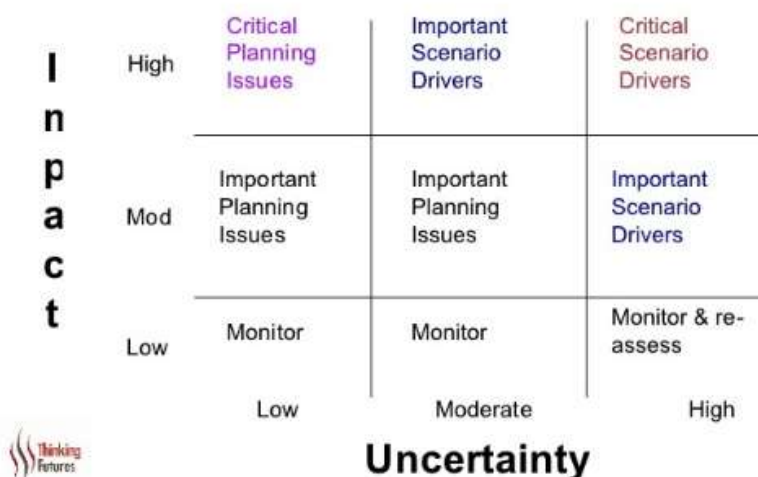 Impact
High
Critical
Planning
Issues
Important
Scenario
Drivers
Critical
Scenario
Drivers
Mod
Important
Planning
Issues
Important
Planning
Issues
Important
Scenario
Drivers
Low
Monitor
Monitor
Monitor & re-
assess
Low
Moderate
High
Thinking
Futures
Uncertainty